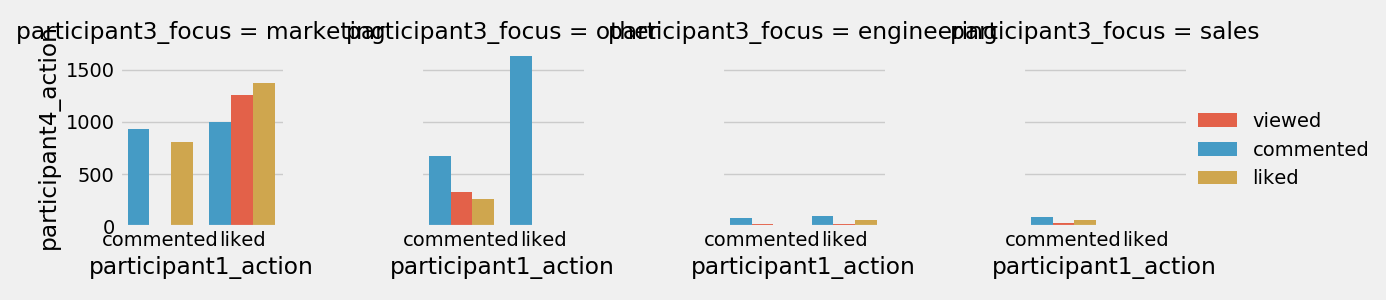 participant3_focus = marketing
participant3_focus = other
participant3_focus = engineering
participant3_focus = sales
participant4_action
1500
1000
500
0
commented liked
commented liked
commented liked
commented liked
participant1_action
participant1_action
participant1_action
participant1_action
viewed
commented
liked